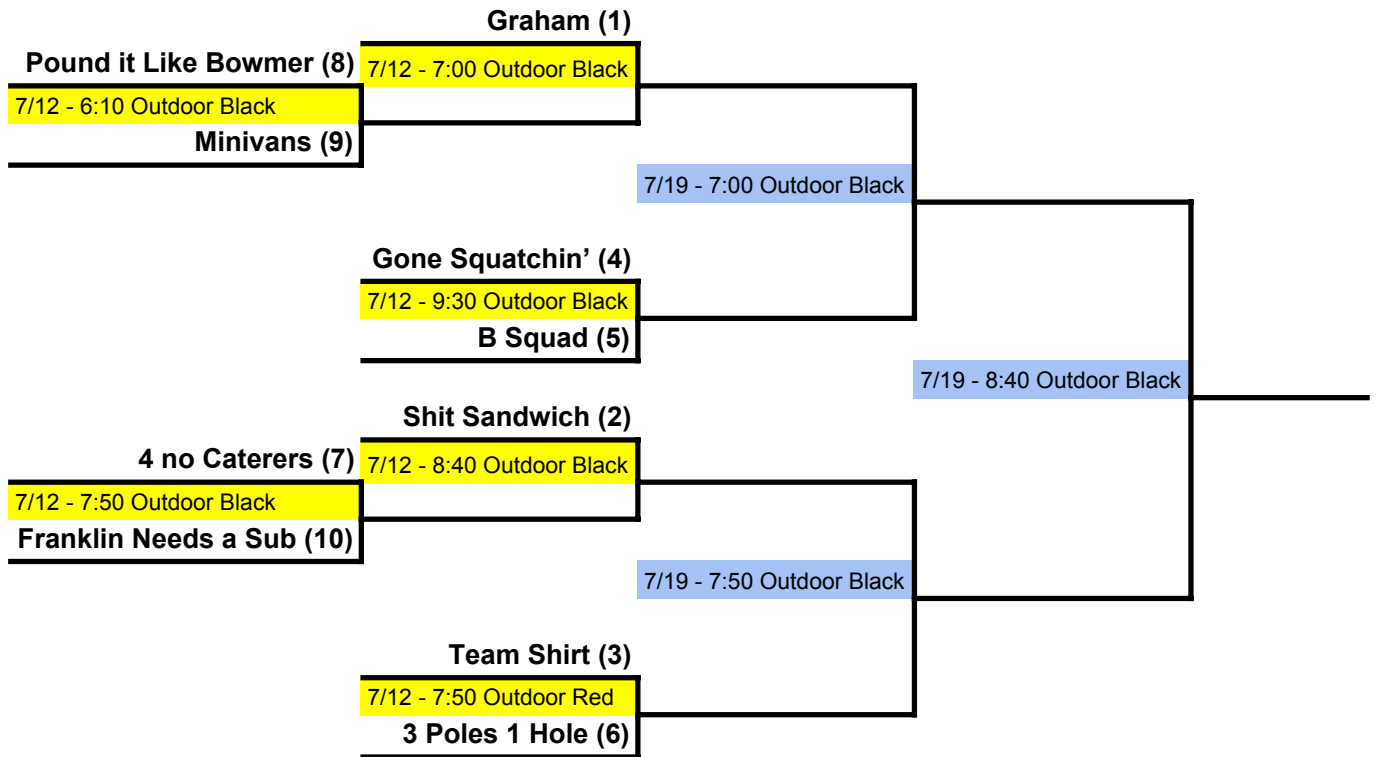 Graham (1)
Pound it Like Bowmer (8)
7/12 - 7:00 Outdoor Black
7/12 - 6:10 Outdoor Black
Minivans (9)
7/19 - 7:00 Outdoor Black
Gone Squatchin’ (4)
7/12 - 9:30 Outdoor Black
B Squad (5)
7/19 - 8:40 Outdoor Black
Shit Sandwich (2)
4 no Caterers (7)
7/12 - 8:40 Outdoor Black
7/12 - 7:50 Outdoor Black
Franklin Needs a Sub (10)
7/19 - 7:50 Outdoor Black
Team Shirt (3)
7/12 - 7:50 Outdoor Red
3 Poles 1 Hole (6)